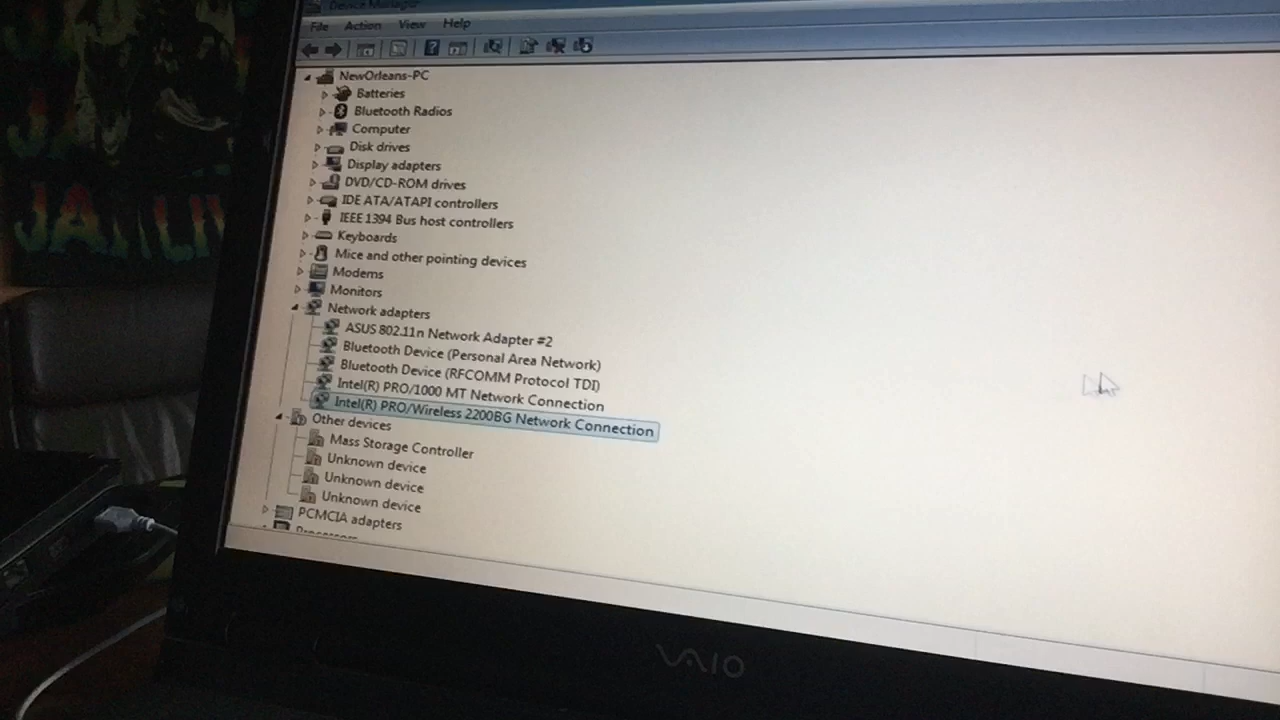 Device Manager
File Action View Help
NewOrleans-PC
Batteries
Bluetooth Radios
Computer
Disk drives
Display adapters
DVD/CD-ROM drives
IDE ATA/ATAPI controllers
IEEE 1394 Bus host controllers
Keyboards
Mice and other pointing devices
Modems
Monitors
Network adapters
ASUS 802.11n Network Adapter #2
Bluetooth Device (Personal Area Network)
Bluetooth Device (RFCOMM Protocol TDI)
Intel(R) PRO/1000 MT Network Connection
Intel(R) PRO/Wireless 2200BG Network Connection
Other devices
Mass Storage Controller
Unknown device
Unknown device
Unknown device
PCMCIA adapters
Processors
VAIO